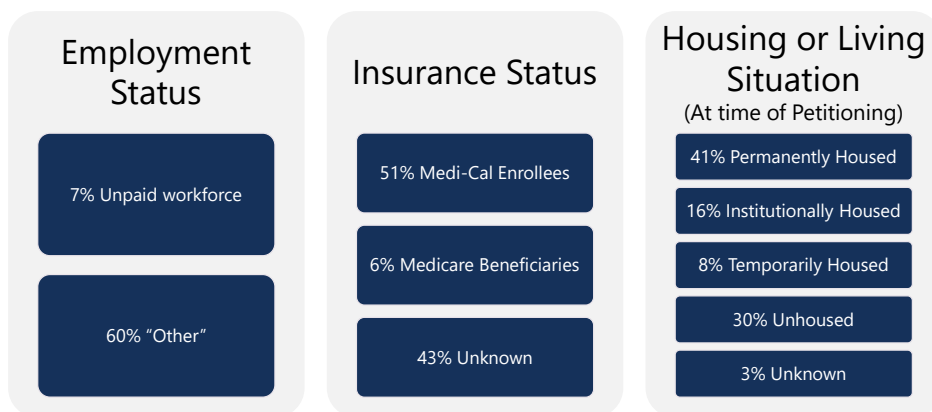 Employment
Status
7% Unpaid workforce
60% “Other”
Insurance Status
51% Medi-Cal Enrollees
6% Medicare Beneficiaries
43% Unknown
Housing or Living
Situation
(At time of Petitioning)
41% Permanently Housed
16% Institutionally Housed
8% Temporarily Housed
30% Unhoused
3% Unknown